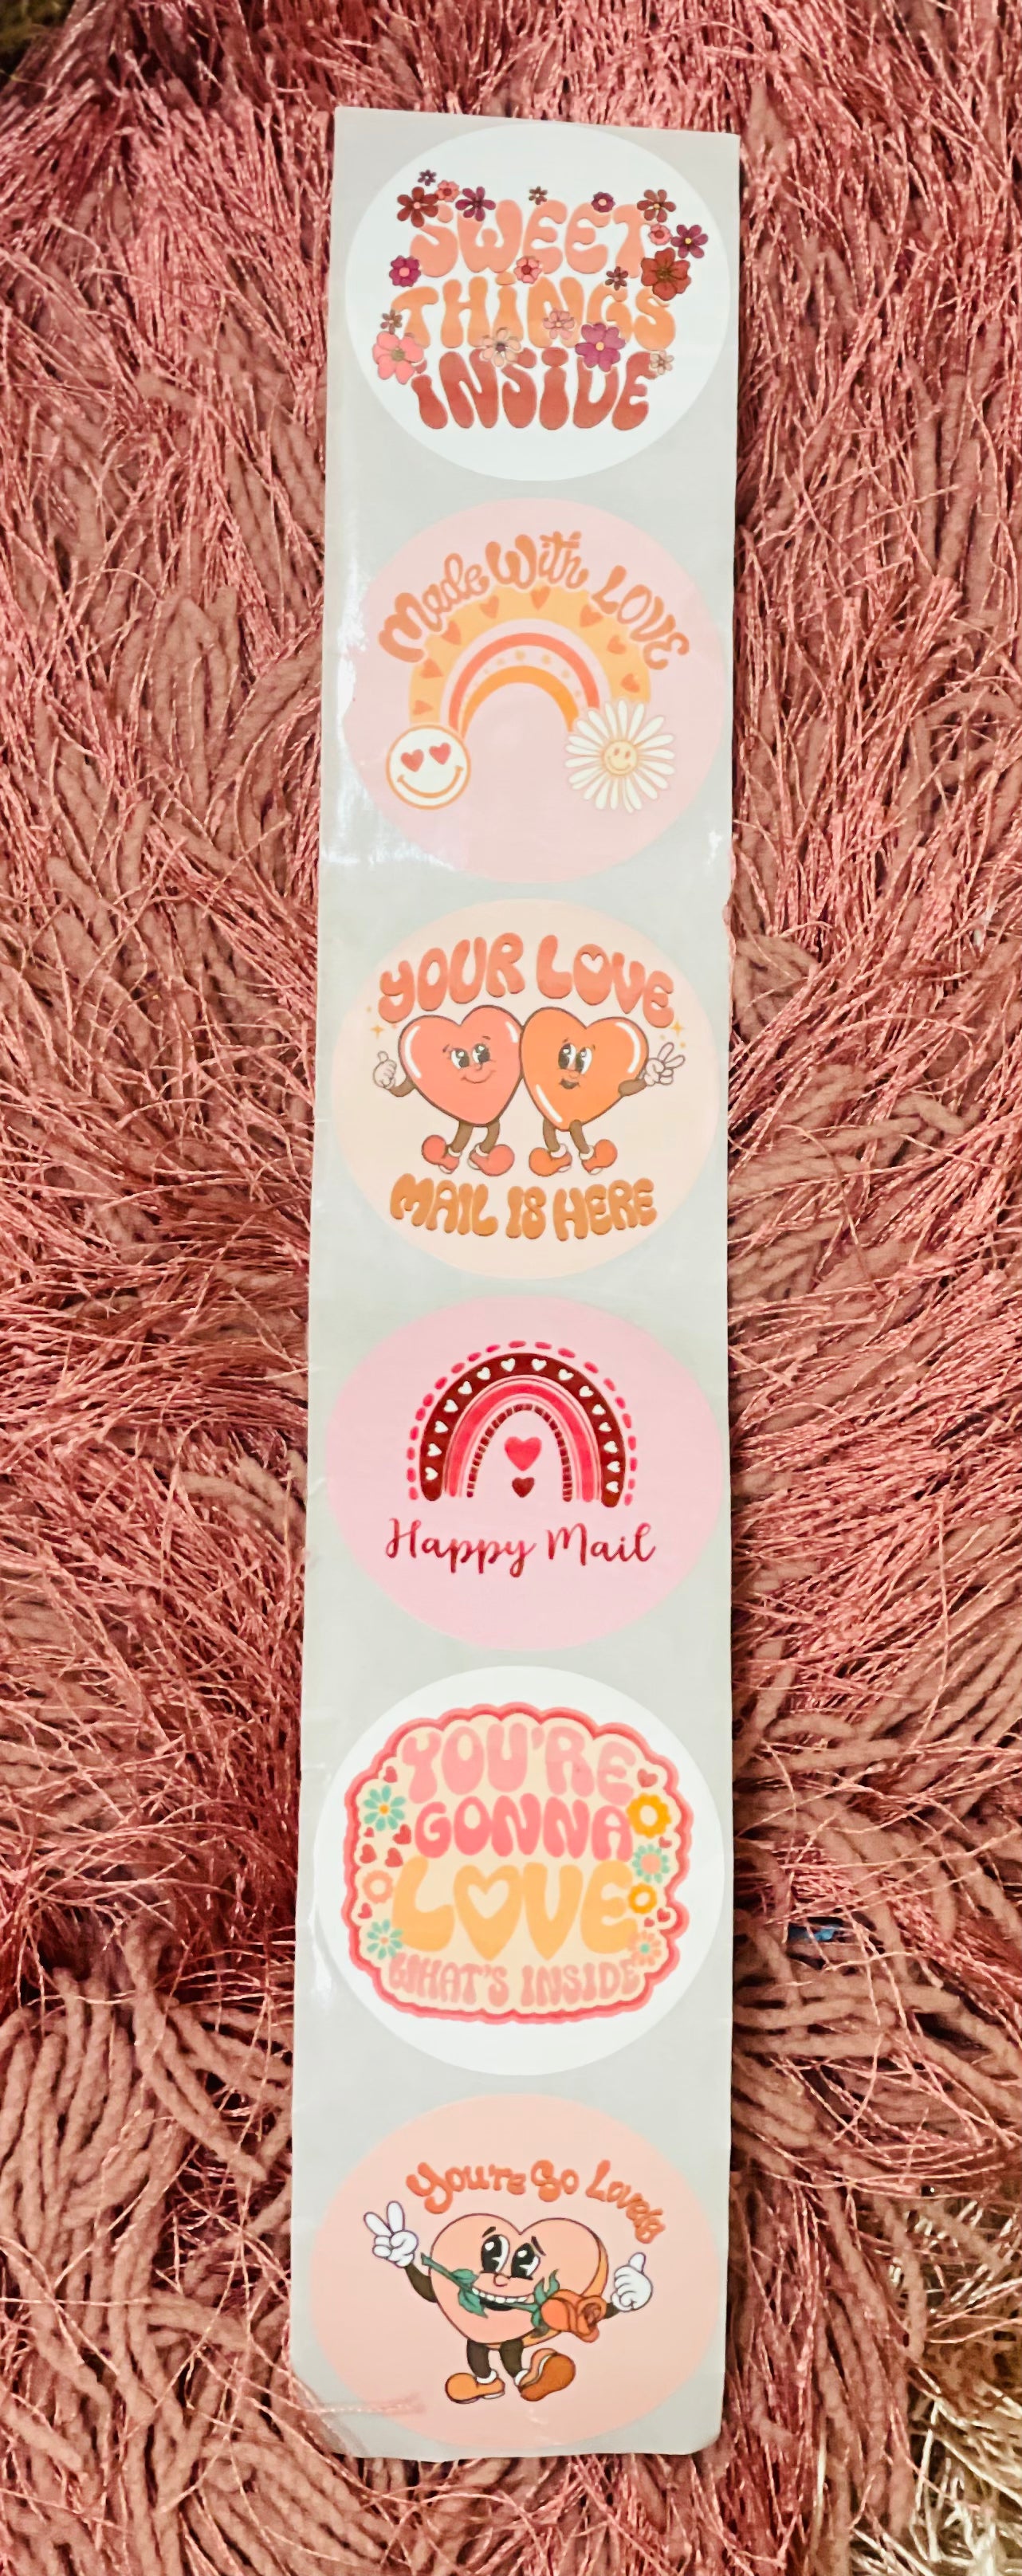 SWEET
THiNGS
iNSiDE
Made With LOVE
YOUR LOVE
MAIL IS HERE
Happy Mail
YOU'RE
GONNA
LOVE
WHAT'S INSIDE
You're So Lovely